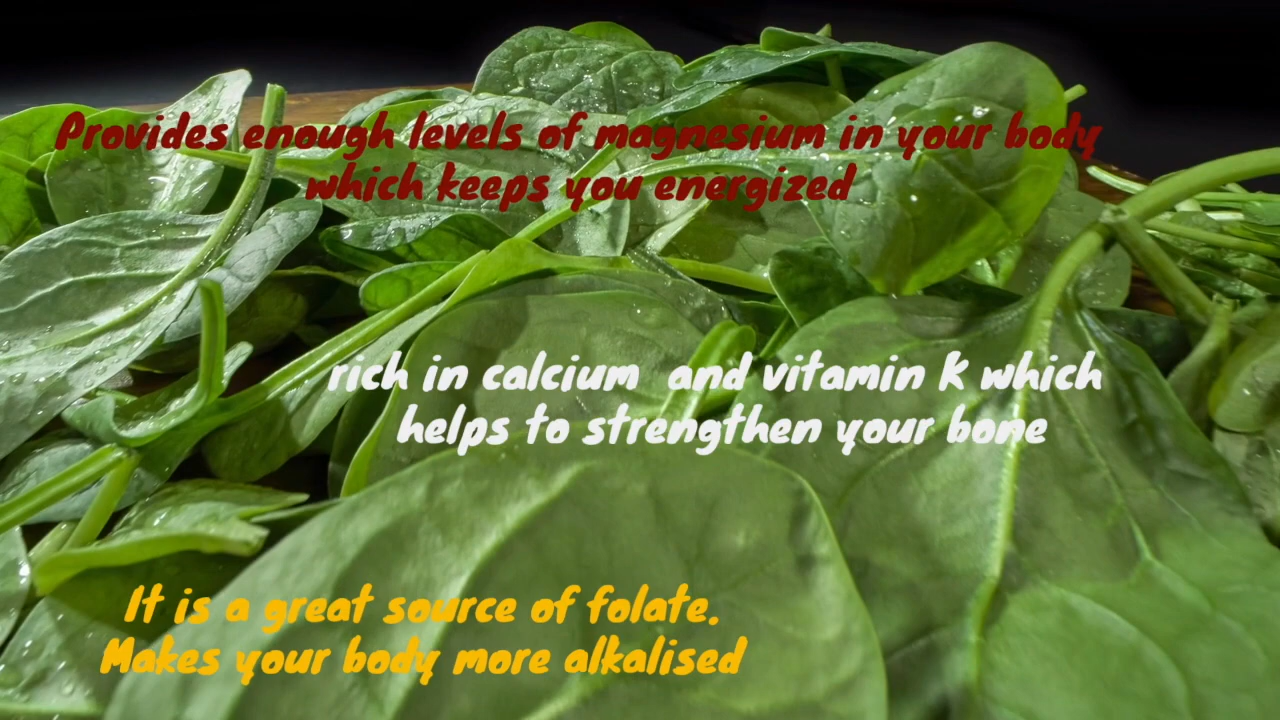 Provides enough levels of magnesium in your body
which keeps you energized
rich in calcium and vitamin K which
helps to strengthen your bone
It is a great source of folate.
Makes your body more alkalised